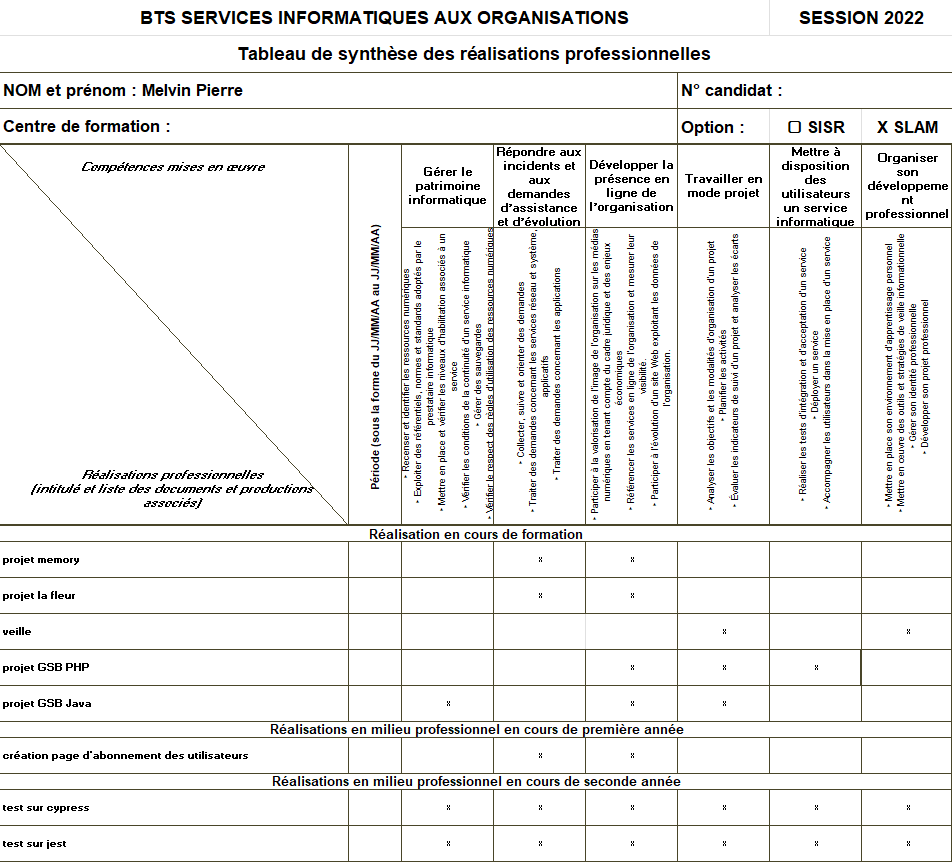 BTS SERVICES INFORMATIQUES AUX ORGANISATIONS SESSION 2022
Tableau de synthèse des réalisations professionnelles
NOM et prénom : Melvin Pierre N° candidat :
Centre de formation : Option : ☐ SISR X SLAM
Compétences mises en œuvre
Réalisations professionnelles
(intitulé et liste des documents et productions
associés)
Période (sous la forme du JJ/MM/AA au JJ/MM/AA)
Gérer le
patrimoine
informatique
Répondre aux
incidents et
aux
demandes
d'assistance
et d'évolution
Développer la
présence en
ligne de
l'organisation
Travailler en
mode projet
Mettre à
disposition
des
utilisateurs
un service
informatique
Organiser
son
développeme
nt
professionnel
‣ Recenser et identifier les ressources numériques
‣ Exploiter des référentiels, normes et standards adoptés par le
prestataire informatique
‣ Mettre en place et vérifier les niveaux d'habilitation associés à un
service
‣ Vérifier les conditions de la continuité d'un service informatique
‣ Gérer des sauvegardes
‣ Vérifier le respect des règles d'utilisation des ressources numériques
‣ Collecter, suivre et orienter des demandes
‣ Traiter des demandes concernant les services réseau et système,
applicatifs
‣ Traiter des demandes concernant les applications
‣ Participer à la valorisation de l'image de l'organisation sur les médias
numériques en tenant compte du cadre juridique et des enjeux
économiques
‣ Référencer les services en ligne de l'organisation et mesurer leur
visibilité.
‣ Participer à l'évolution d'un site Web exploitant les données de
l'organisation.
‣ Analyser les objectifs et les modalités d'organisation d'un projet
‣ Planifier les activités
‣ Évaluer les indicateurs de suivi d'un projet et analyser les écarts
‣ Réaliser les tests d'intégration et d'acceptation d'un service
‣ Déployer un service
‣ Accompagner les utilisateurs dans la mise en place d'un service
‣ Mettre en place son environnement d'apprentissage personnel
‣ Mettre en œuvre des outils et stratégies de veille informationnelle
‣ Gérer son identité professionnelle
‣ Développer son projet professionnel
Réalisation en cours de formation
projet memory x x
projet la fleur x x
veille x x
projet GSB PHP x x x
projet GSB Java x x x
Réalisations en milieu professionnel en cours de première année
création page d'abonnement des utilisateurs x x
Réalisations en milieu professionnel en cours de seconde année
test sur cypress x x x x x x
test sur jest x x x x x x